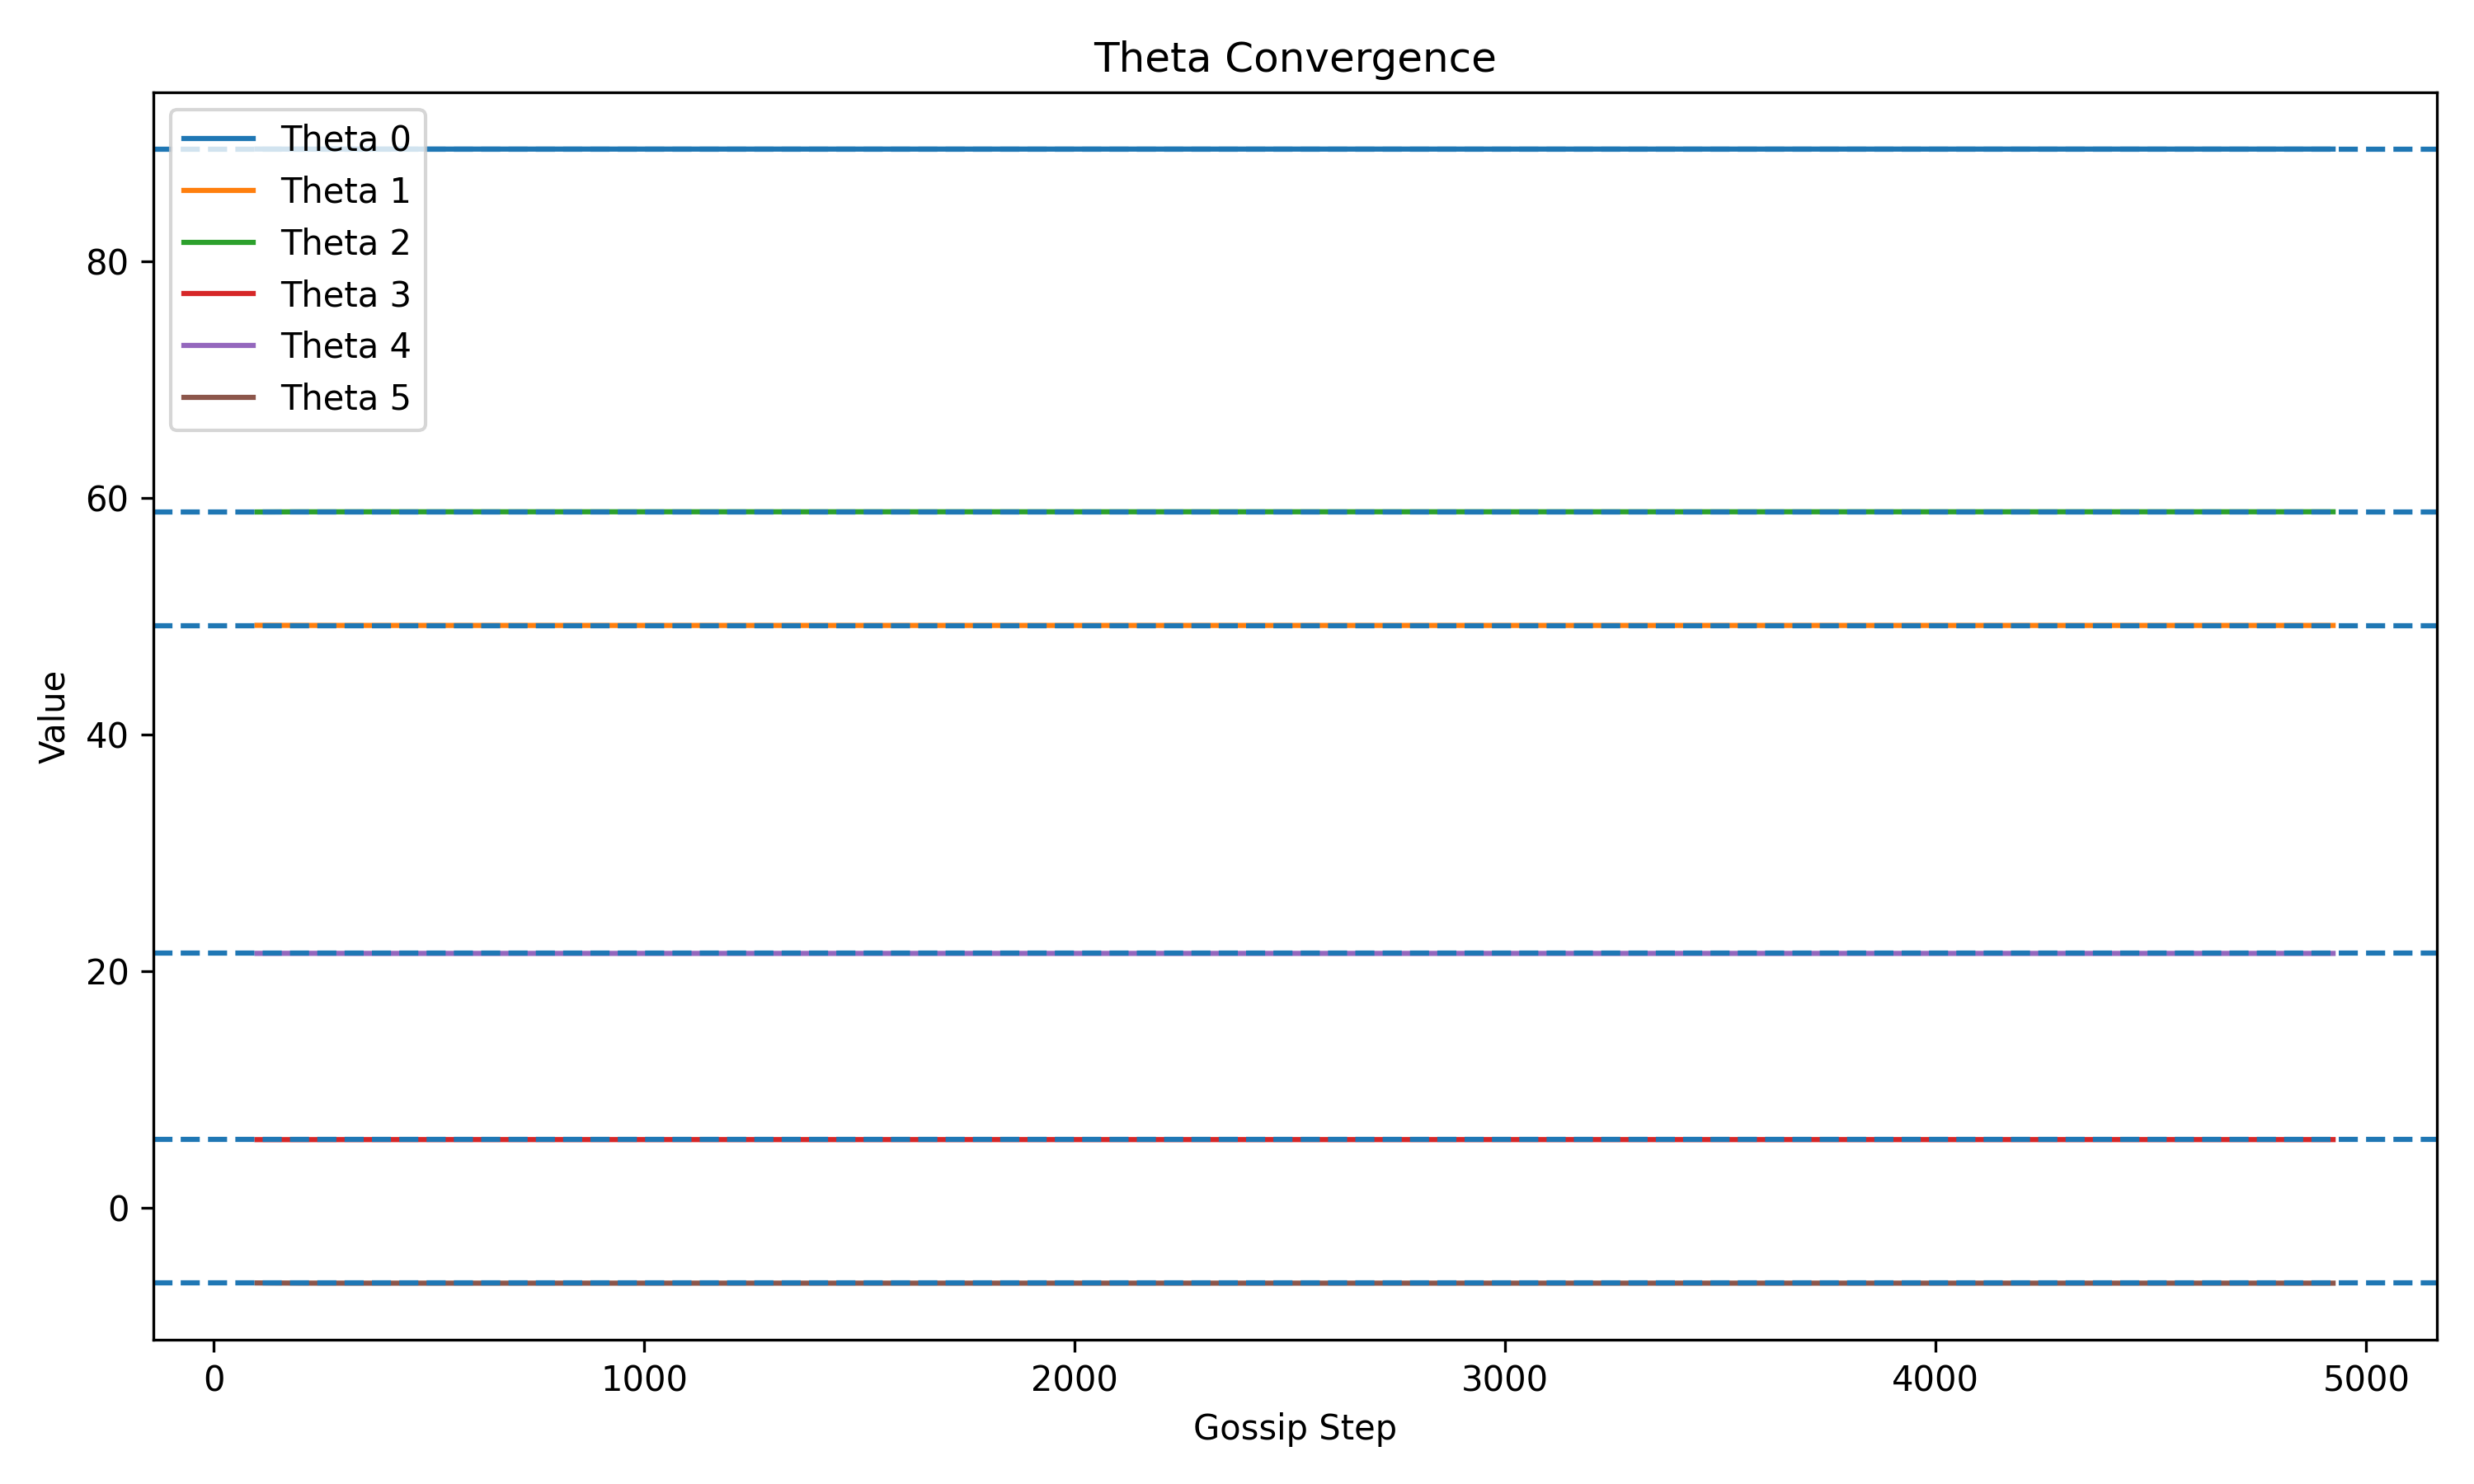 Theta Convergence
Theta 0
Theta 1
Theta 2
Theta 3
Theta 4
Theta 5
Value
80
60
40
20
0
0 1000 2000 3000 4000 5000
Gossip Step